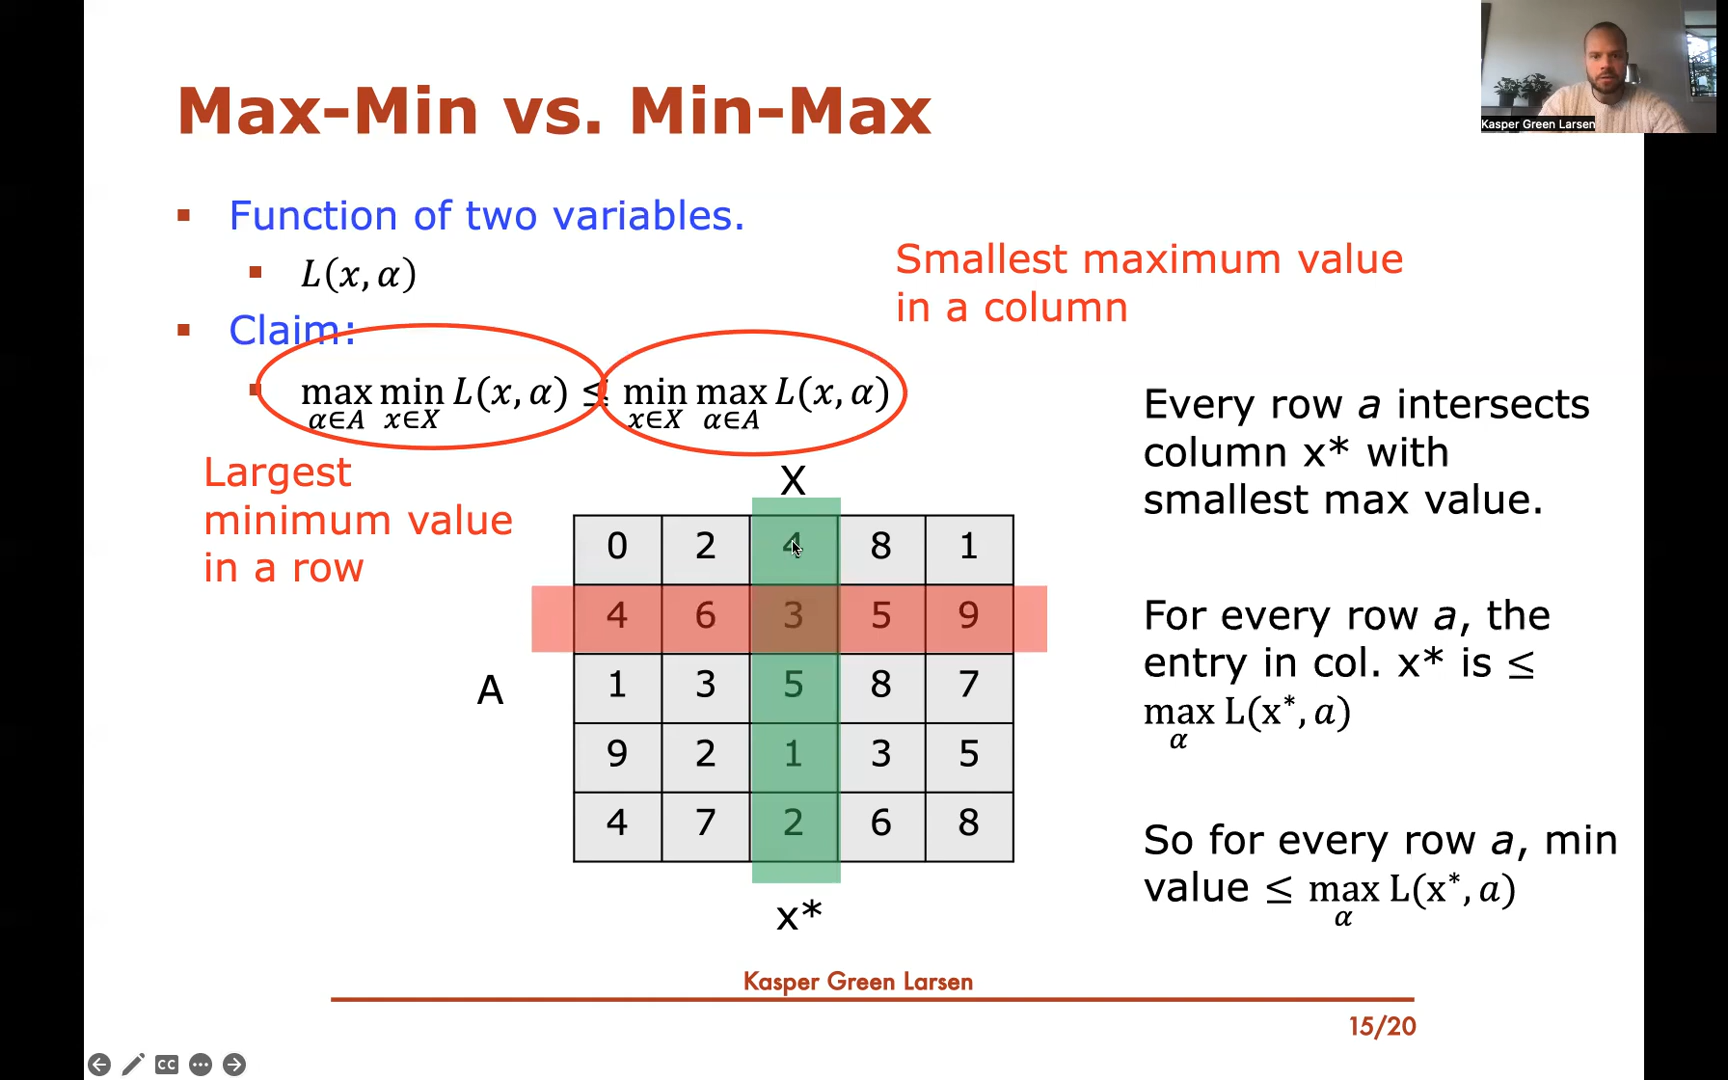 Kasper Green Larsen
Max-Min vs. Min-Max
Function of two variables.
L(x, α)
Smallest maximum value
in a column
Claim:
max min L(x, α) ≤ min max L(x, α)
α∈A x∈X x∈X α∈A
Largest
minimum value
in a row
X
0 2 4 8 1
4 6 3 5 9
1 3 5 8 7
9 2 1 3 5
4 7 2 6 8
A
x*
Every row a intersects
column x* with
smallest max value.
For every row a, the
entry in col. x* is ≤
max L(x*, a)
α
So for every row a, min
value ≤ max L(x*, a)
α
Kasper Green Larsen
15/20
CC